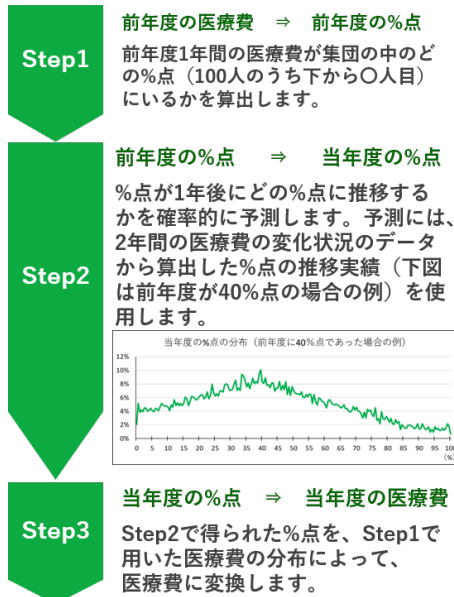 Step1
前年度の医療費 ⇒ 前年度の%点
前年度1年間の医療費が集団の中のど
の%点（100人のうち下から〇人目）
にいるかを算出します。
Step2
前年度の%点 ⇒ 当年度の%点
%点が1年後にどの%点に推移する
かを確率的に予測します。予測には、
2年間の医療費の変化状況のデータ
から算出した%点の推移実績（下図
は前年度が40%点の場合の例）を使
用します。
当年度の%点の分布（前年度に40%点であった場合の例）
12%
10%
8%
6%
4%
2%
0%
0 5 10 15 20 25 30 35 40 45 50 55 60 65 70 75 80 85 90 95 100
(%)
Step3
当年度の%点 ⇒ 当年度の医療費
Step2で得られた%点を、Step1で
用いた医療費の分布によって、
医療費に変換します。